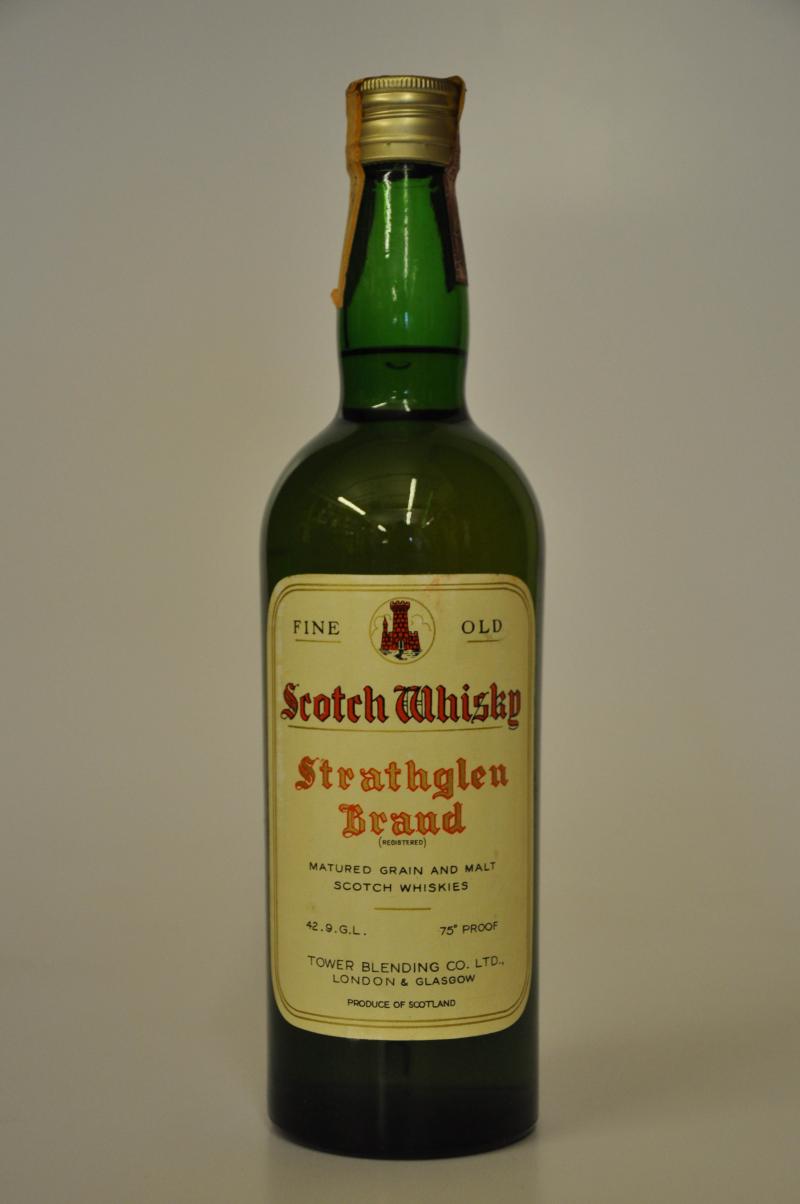 FINE OLD
Scotch Whisky
Strathglen
Brand
(REGISTERED)
MATURED GRAIN AND MALT
SCOTCH WHISKIES
42.9.G.L. 75° PROOF
TOWER BLENDING CO. LTD.,
LONDON & GLASGOW
PRODUCE OF SCOTLAND